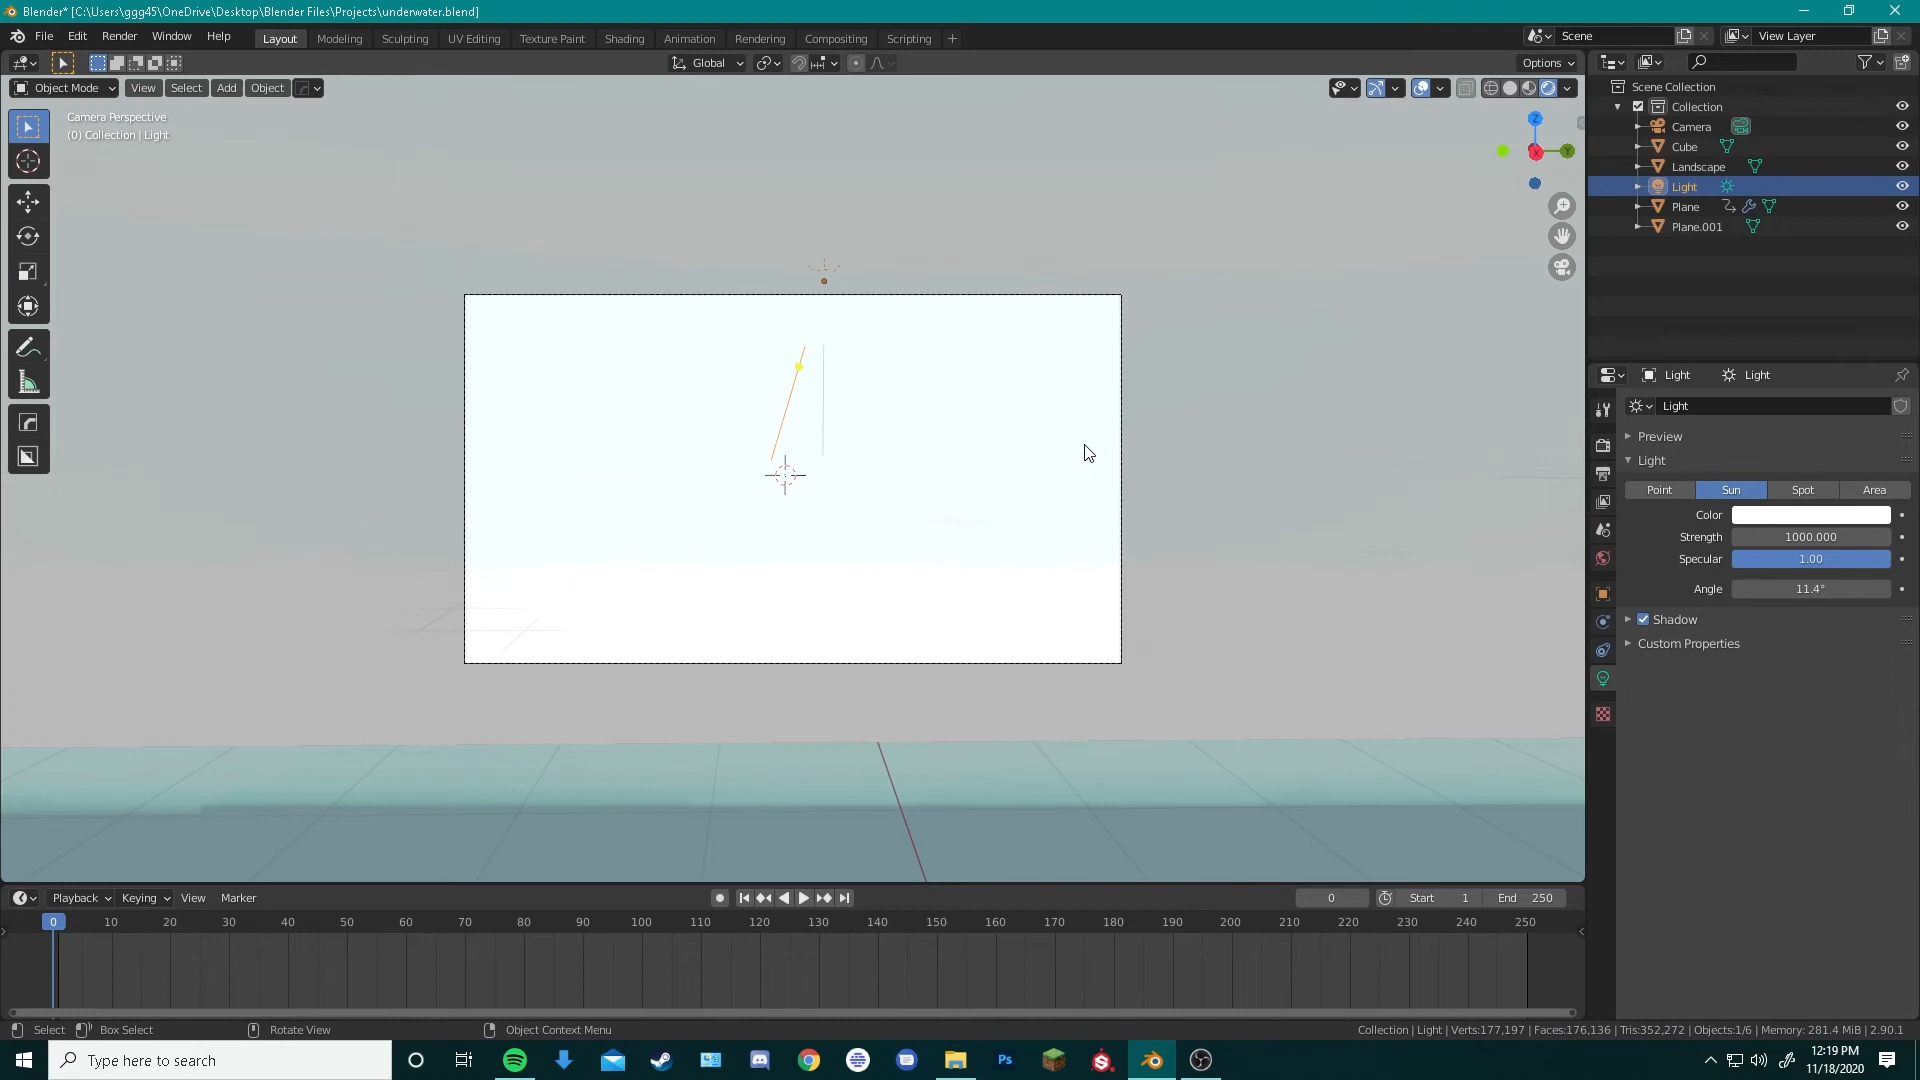 Blender* [C:\Users\ggg45\OneDrive\Desktop\Blender Files\Projects\underwater.blend]
File Edit Render Window Help Layout Modeling Sculpting UV Editing Texture Paint Shading Animation Rendering Compositing Scripting Scene View Layer
Global Options
Object Mode View Select Add Object
Camera Perspective
(0) Collection | Light
Z
Y
X
Scene Collection
Collection
Camera
Cube
Landscape
Light
Plane
Plane.001
Light Light
Light
Preview
Light
Point Sun Spot Area
Color
Strength 1000.000
Specular 1.00
Angle 11.4°
Shadow
Custom Properties
Playback Keying View Marker 0 Start 1 End 250
0 10 20 30 40 50 60 70 80 90 100 110 120 130 140 150 160 170 180 190 200 210 220 230 240 250
Select Box Select Rotate View Object Context Menu Collection | Light | Verts:177,197 | Faces:176,136 | Tris:352,272 | Objects:1/6 | Memory: 281.4 MiB | 2.90.1
Type here to search Ps 12:19 PM
11/18/2020